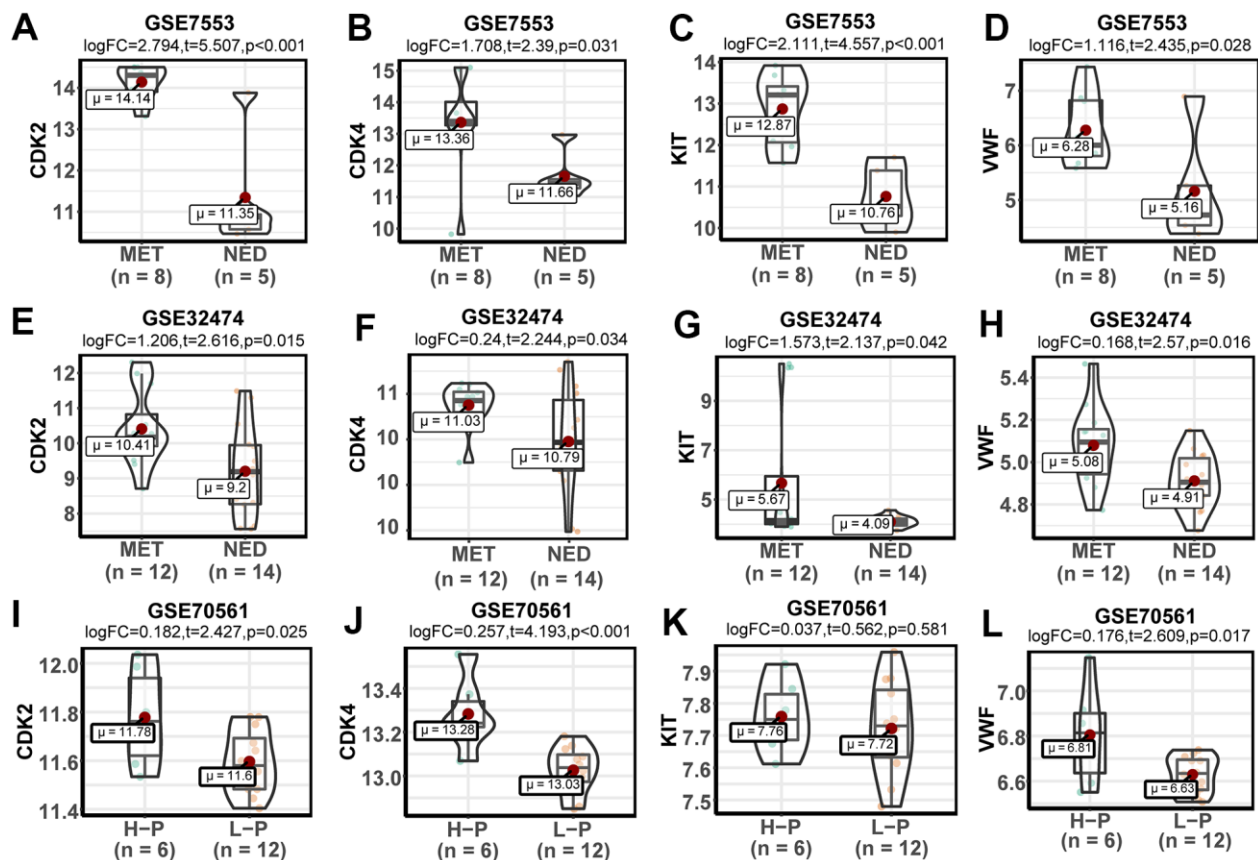 A
GSE7553
logFC=2.794,t=5.507,p<0.001
CDK2
14
13
12
11
μ = 14.14
μ = 11.35
MET
(n = 8)
NED
(n = 5)
B
GSE7553
logFC=1.708,t=2.39,p=0.031
CDK4
15
14
13
12
11
10
μ = 13.36
μ = 11.66
MET
(n = 8)
NED
(n = 5)
C
GSE7553
logFC=2.111,t=4.557,p<0.001
KIT
14
13
12
11
10
μ = 12.87
μ = 10.76
MET
(n = 8)
NED
(n = 5)
D
GSE7553
logFC=1.116,t=2.435,p=0.028
VWF
7
6
5
μ = 6.28
μ = 5.16
MET
(n = 8)
NED
(n = 5)
E
GSE32474
logFC=1.206,t=2.616,p=0.015
CDK2
12
11
10
9
8
μ = 10.41
μ = 9.2
MET
(n = 12)
NED
(n = 14)
F
GSE32474
logFC=0.24,t=2.244,p=0.034
CDK4
11
10
10
10
μ = 11.03
μ = 10.79
MET
(n = 12)
NED
(n = 14)
G
GSE32474
logFC=1.573,t=2.137,p=0.042
KIT
9
7
5
μ = 5.67
μ = 4.09
MET
(n = 12)
NED
(n = 14)
H
GSE32474
logFC=0.168,t=2.57,p=0.016
VWF
5.4
5.2
5.0
4.8
μ = 5.08
μ = 4.91
MET
(n = 12)
NED
(n = 14)
I
GSE70561
logFC=0.182,t=2.427,p=0.025
CDK2
12.0
11.8
11.6
11.4
μ = 11.78
μ = 11.6
H−P
(n = 6)
L−P
(n = 12)
J
GSE70561
logFC=0.257,t=4.193,p<0.001
CDK4
13.4
13.2
13.0
μ = 13.28
μ = 13.03
H−P
(n = 6)
L−P
(n = 12)
K
GSE70561
logFC=0.037,t=0.562,p=0.581
KIT
7.9
7.8
7.7
7.6
7.5
μ = 7.76
μ = 7.72
H−P
(n = 6)
L−P
(n = 12)
L
GSE70561
logFC=0.176,t=2.609,p=0.017
VWF
7.0
6.8
6.6
μ = 6.81
μ = 6.63
H−P
(n = 6)
L−P
(n = 12)